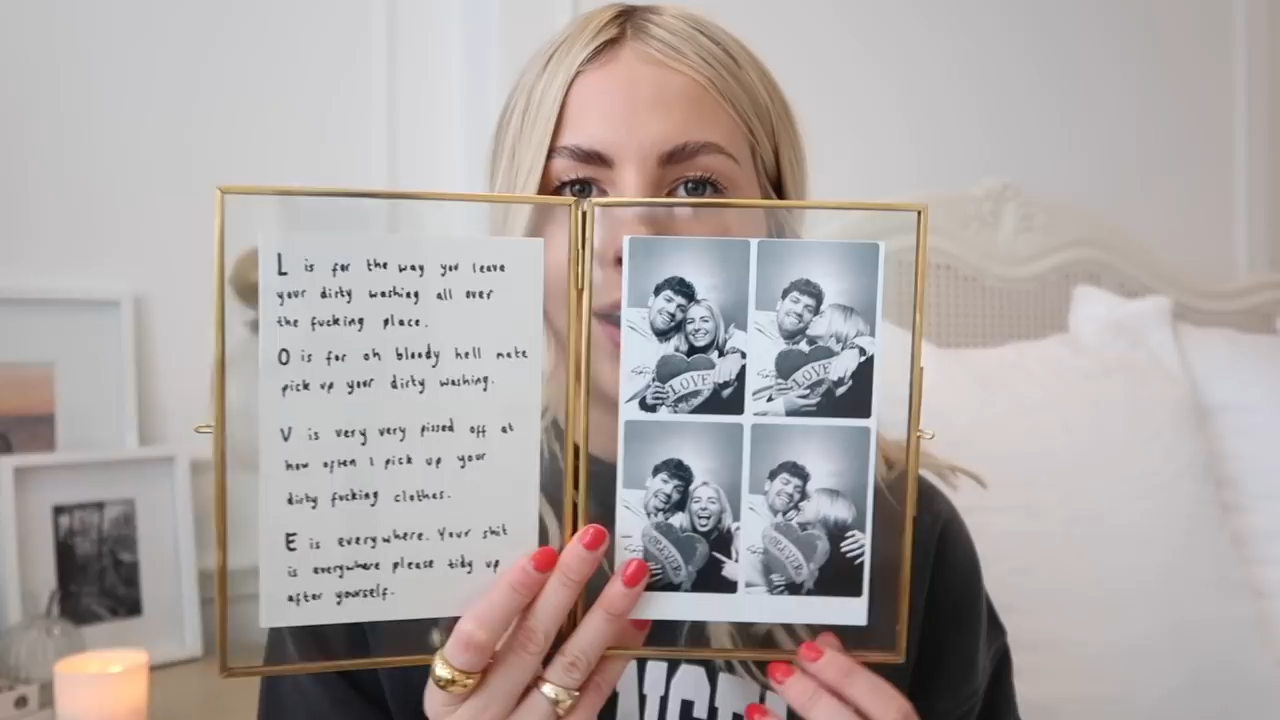 L is for the way you leave
your dirty washing all over
the fucking place.
O is for oh bloody hell mate
pick up your dirty washing.
V is very very pissed off at
how often I pick up your
dirty fucking clothes.
E is everywhere. Your shit
is everywhere please tidy up
after yourself.
LOVE
LOVE
FOREVER
FOREVER